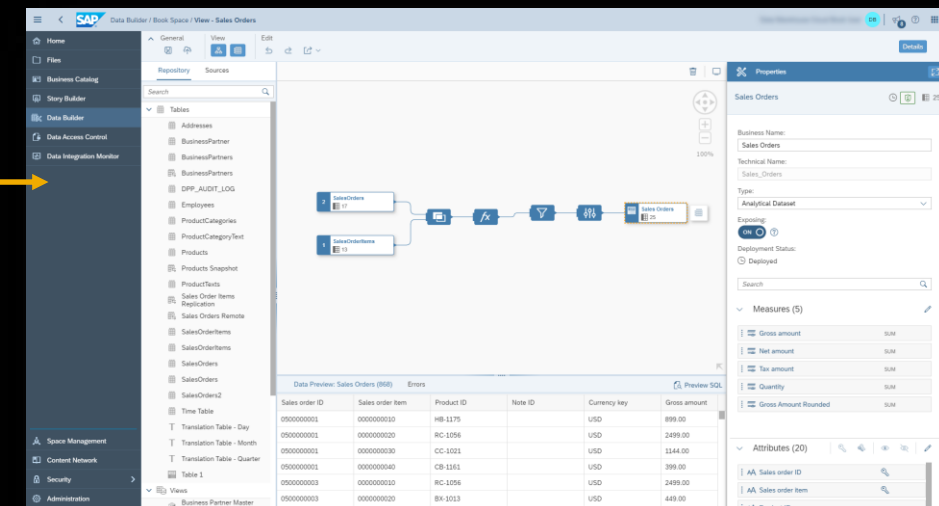 SAP Data Builder / Book Space / View - Sales Orders
DB
Home
Files
Business Catalog
Story Builder
Data Builder
Data Access Control
Data Integration Monitor
Space Management
Content Network
Security
Administration
General View Edit
Details
Repository Sources
Search
Tables
Addresses
BusinessPartner
BusinessPartners
BusinessPartners
DPP_AUDIT_LOG
Employees
ProductCategories
ProductCategoryText
Products
Products Snapshot
ProductTexts
Sales Order Items
Replication
Sales Orders Remote
SalesOrderItems
SalesOrderItems
SalesOrders
SalesOrders
SalesOrders2
Time Table
Translation Table - Day
Translation Table - Month
Translation Table - Quarter
Table 1
Views
Business Partner Master
100%
2 SalesOrders
17
1 SalesOrderItems
13
fx
Sales Orders
25
Data Preview: Sales Orders (868) Errors Preview SQL
Sales order ID Sales order item Product ID Note ID Currency key Gross amount
0500000001 0000000010 HB-1175 USD 899.00
0500000001 0000000020 RC-1056 USD 2499.00
0500000001 0000000030 CC-1021 USD 1144.00
0500000001 0000000040 CB-1161 USD 399.00
0500000003 0000000010 RC-1056 USD 2499.00
0500000003 0000000020 BX-1013 USD 449.00
Properties
Sales Orders 25
Business Name:
Sales Orders
Technical Name:
Sales_Orders
Type:
Analytical Dataset
Exposing:
ON
Deployment Status:
Deployed
Search
Measures (5)
Gross amount SUM
Net amount SUM
Tax amount SUM
Quantity SUM
Gross Amount Rounded SUM
Attributes (20)
AA Sales order ID
AA Sales order item